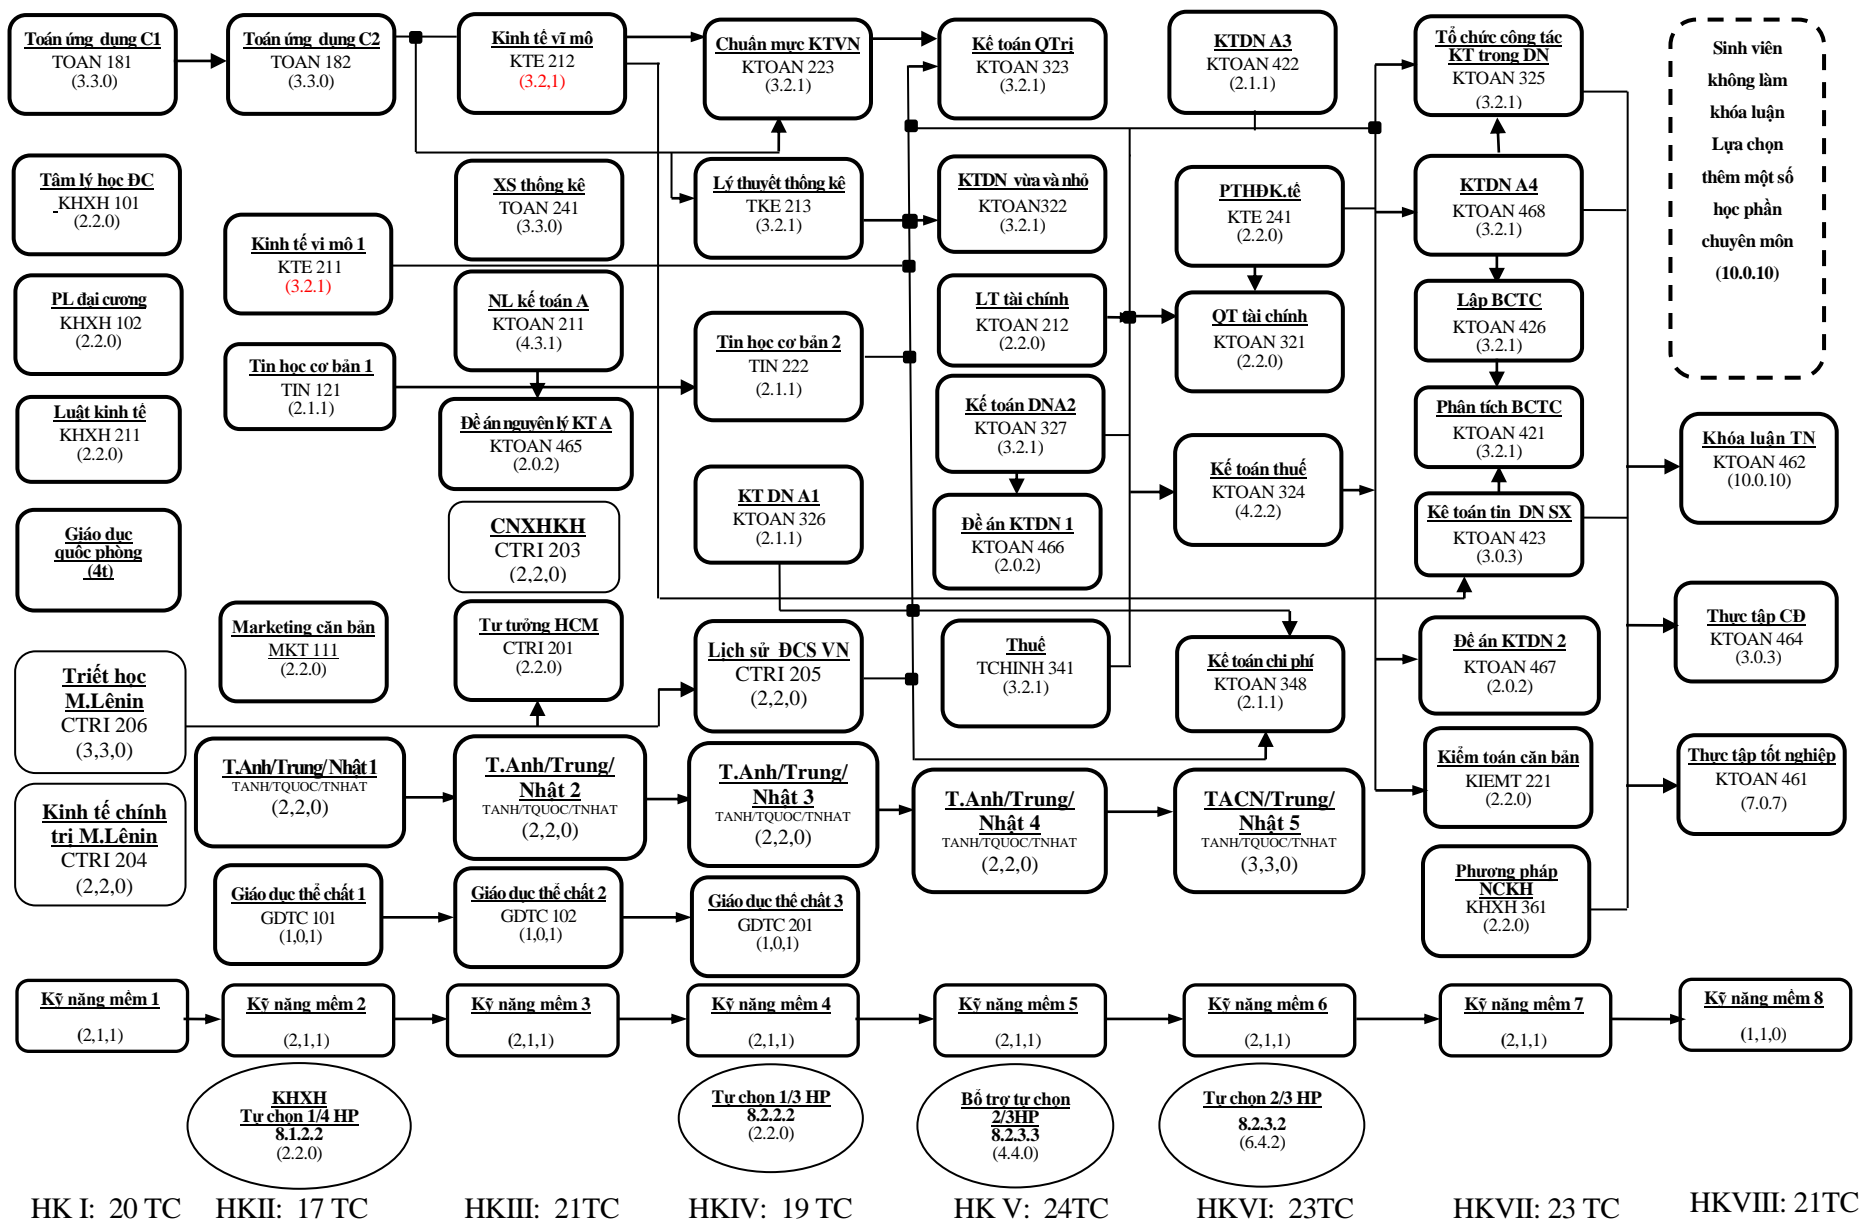 Toán ứng dụng C1
TOAN 181
(3.3.0)
Tâm lý học ĐC
KHXH 101
(2.2.0)
PL đại cương
KHXH 102
(2.2.0)
Luật kinh tế
KHXH 211
(2.2.0)
Giáo dục
quốc phòng
(4t)
Triết học
M.Lênin
CTRI 206
(3,3,0)
Kinh tế chính
trị M.Lênin
CTRI 204
(2,2,0)
Kỹ năng mềm 1
(2,1,1)
HK I: 20 TC
Toán ứng dụng C2
TOAN 182
(3.3.0)
Kinh tế vi mô 1
KTE 211
(3.2.1)
Tin học cơ bản 1
TIN 121
(2.1.1)
Marketing căn bản
MKT 111
(2.2.0)
T.Anh/Trung/ Nhật 1
TANH/TQUOC/TNHAT
(2,2,0)
Giáo dục thể chất 1
GDTC 101
(1,0,1)
Kỹ năng mềm 2
(2,1,1)
KHXH
Tự chọn 1/4 HP
8.1.2.2
(2.2.0)
HKII: 17 TC
Kinh tế vĩ mô
KTE 212
(3.2,1)
XS thống kê
TOAN 241
(3.3.0)
NL kế toán A
KTOAN 211
(4.3.1)
Đề án nguyên lý KT A
KTOAN 465
(2.0.2)
CNXHKH
CTRI 203
(2,2,0)
Tư tưởng HCM
CTRI 201
(2.2.0)
T.Anh/Trung/
Nhật 2
TANH/TQUOC/TNHAT
(2,2,0)
Giáo dục thể chất 2
GDTC 102
(1,0,1)
Kỹ năng mềm 3
(2,1,1)
HKIII: 21TC
Chuẩn mực KTVN
KTOAN 223
(3.2.1)
Lý thuyết thống kê
TKE 213
(3.2.1)
Tin học cơ bản 2
TIN 222
(2.1.1)
KT DN A1
KTOAN 326
(2.1.1)
Lịch sử ĐCS VN
CTRI 205
(2,2,0)
T.Anh/Trung/
Nhật 3
TANH/TQUOC/TNHAT
(2,2,0)
Giáo dục thể chất 3
GDTC 201
(1,0,1)
Kỹ năng mềm 4
(2,1,1)
Tự chọn 1/3 HP
8.2.2.2
(2.2.0)
HKIV: 19 TC
Kế toán QTrị
KTOAN 323
(3.2.1)
KTDN vừa và nhỏ
KTOAN322
(3.2.1)
LT tài chính
KTOAN 212
(2.2.0)
Kế toán DNA2
KTOAN 327
(3.2.1)
Đề án KTDN 1
KTOAN 466
(2.0.2)
Thuế
TCHINH 341
(3.2.1)
T.Anh/Trung/
Nhật 4
TANH/TQUOC/TNHAT
(2,2,0)
Kỹ năng mềm 5
(2,1,1)
Bổ trợ tự chọn
2/3HP
8.2.3.3
(4.4.0)
HK V: 24TC
KTDN A3
KTOAN 422
(2.1.1)
PTHĐK.tế
KTE 241
(2.2.0)
QT tài chính
KTOAN 321
(2.2.0)
Kế toán thuế
KTOAN 324
(4.2.2)
Kế toán chi phí
KTOAN 348
(2.1.1)
TACN/Trung/
Nhật 5
TANH/TQUOC/TNHAT
(3,3,0)
Kỹ năng mềm 6
(2,1,1)
Tự chọn 2/3 HP
8.2.3.2
(6.4.2)
HKVI: 23TC
Tổ chức công tác
KT trong DN
KTOAN 325
(3.2.1)
KTDN A4
KTOAN 468
(3.2.1)
Lập BCTC
KTOAN 426
(3.2.1)
Phân tích BCTC
KTOAN 421
(3.2.1)
Kê toán tin DN SX
KTOAN 423
(3.0.3)
Đề án KTDN 2
KTOAN 467
(2.0.2)
Kiểm toán căn bản
KIEMT 221
(2.2.0)
Phương pháp
NCKH
KHXH 361
(2.2.0)
Kỹ năng mềm 7
(2,1,1)
HKVII: 23 TC
Sinh viên
không làm
khóa luận
Lựa chọn
thêm một số
học phần
chuyên môn
(10.0.10)
Khóa luận TN
KTOAN 462
(10.0.10)
Thực tập CĐ
KTOAN 464
(3.0.3)
Thực tập tốt nghiệp
KTOAN 461
(7.0.7)
Kỹ năng mềm 8
(1,1,0)
HKVIII: 21TC